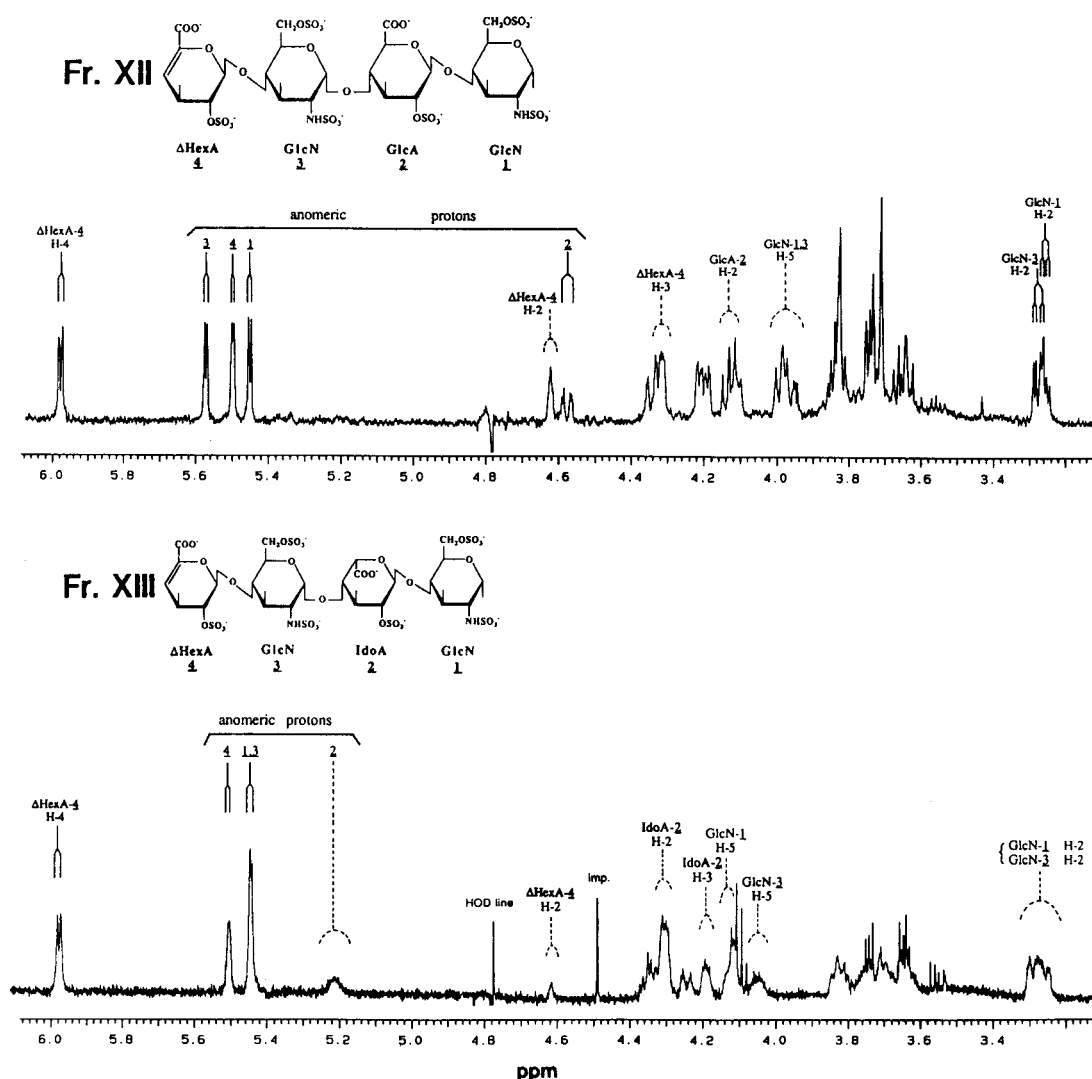 Fr. XII
COO⁻
O
O
CH₂OSO₃⁻
O
O
COO⁻
O
O
CH₂OSO₃⁻
O
OSO₃⁻
NHSO₃⁻
OSO₃⁻
NHSO₃⁻
ΔHexA
GlcN
GlcA
GlcN
4
3
2
1
anomeric protons
ΔHexA-4
H-4
3
4
1
2
ΔHexA-4
H-2
ΔHexA-4
H-3
GlcA-2
H-2
GlcN-1,3
H-5
GlcN-1
H-2
GlcN-3
H-2
6.0 5.8 5.6 5.4 5.2 5.0 4.8 4.6 4.4 4.2 4.0 3.8 3.6 3.4
Fr. XIII
COO⁻
O
O
CH₂OSO₃⁻
O
O
COO⁻
O
O
CH₂OSO₃⁻
O
OSO₃⁻
NHSO₃⁻
OSO₃⁻
NHSO₃⁻
ΔHexA
GlcN
IdoA
GlcN
4
3
2
1
anomeric protons
ΔHexA-4
H-4
4
1,3
2
HOD line
ΔHexA-4
H-2
imp.
IdoA-2
H-2
IdoA-2
H-3
GlcN-1
H-5
GlcN-3
H-5
{ GlcN-1 H-2
GlcN-3 H-2
6.0 5.8 5.6 5.4 5.2 5.0 4.8 4.6 4.4 4.2 4.0 3.8 3.6 3.4
ppm